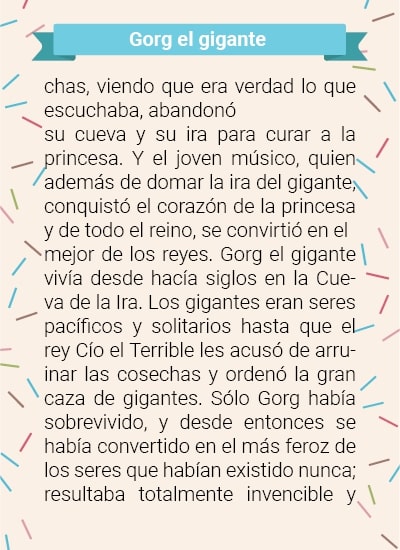 Gorg el gigante
chas, viendo que era verdad lo que
escuchaba, abandonó
su cueva y su ira para curar a la
princesa. Y el joven músico, quien
además de domar la ira del gigante,
conquistó el corazón de la princesa
y de todo el reino, se convirtió en el
mejor de los reyes. Gorg el gigante
vivía desde hacía siglos en la Cue-
va de la Ira. Los gigantes eran seres
pacíficos y solitarios hasta que el
rey Cío el Terrible les acusó de arru-
inar las cosechas y ordenó la gran
caza de gigantes. Sólo Gorg había
sobrevivido, y desde entonces se
había convertido en el más feroz de
los seres que habían existido nunca;
resultaba totalmente invencible y